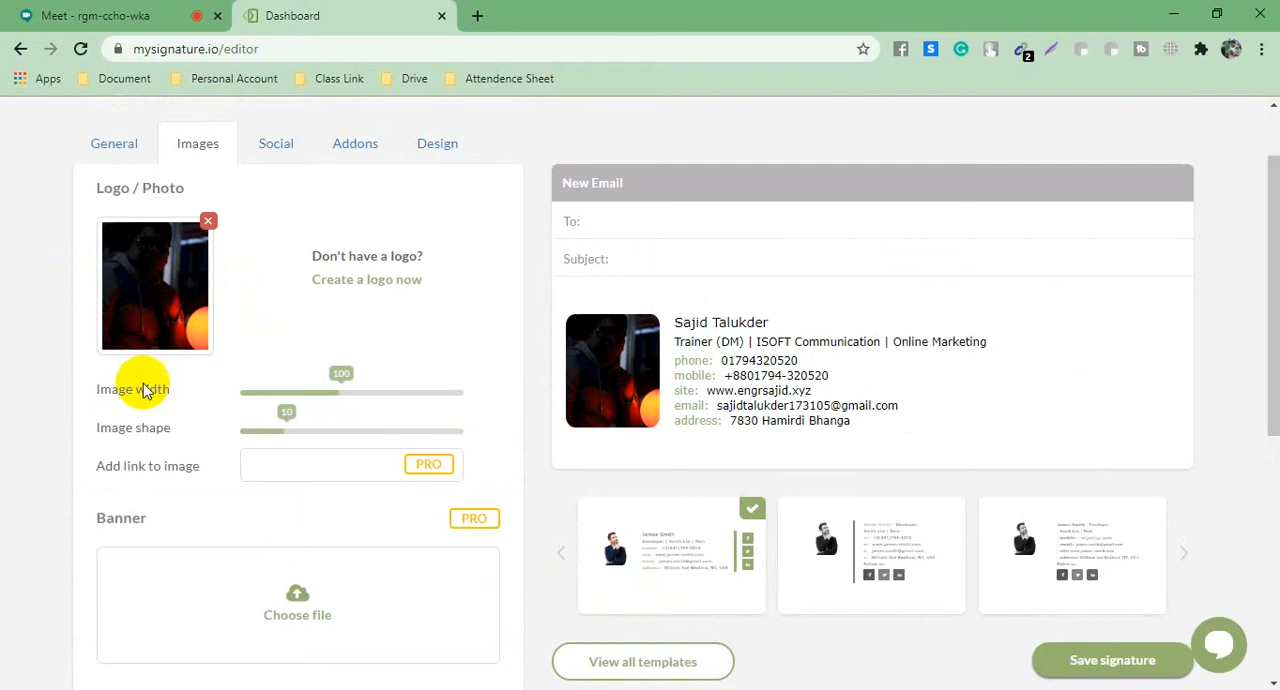 Meet - rgm-ccho-wka
Dashboard
mysignature.io/editor
2
Apps
Document
Personal Account
Class Link
Drive
Attendence Sheet
General
Images
Social
Addons
Design
Logo / Photo
Don't have a logo?
Create a logo now
Image width
100
Image shape
10
Add link to image
PRO
Banner
PRO
Choose file
New Email
To:
Subject:
Sajid Talukder
Trainer (DM) | ISOFT Communication | Online Marketing
phone: 01794320520
mobile: +8801794-320520
site: www.engrsajid.xyz
email: sajidtalukder173105@gmail.com
address: 7830 Hamirdi Bhanga
James Smith
View all templates
Save signature